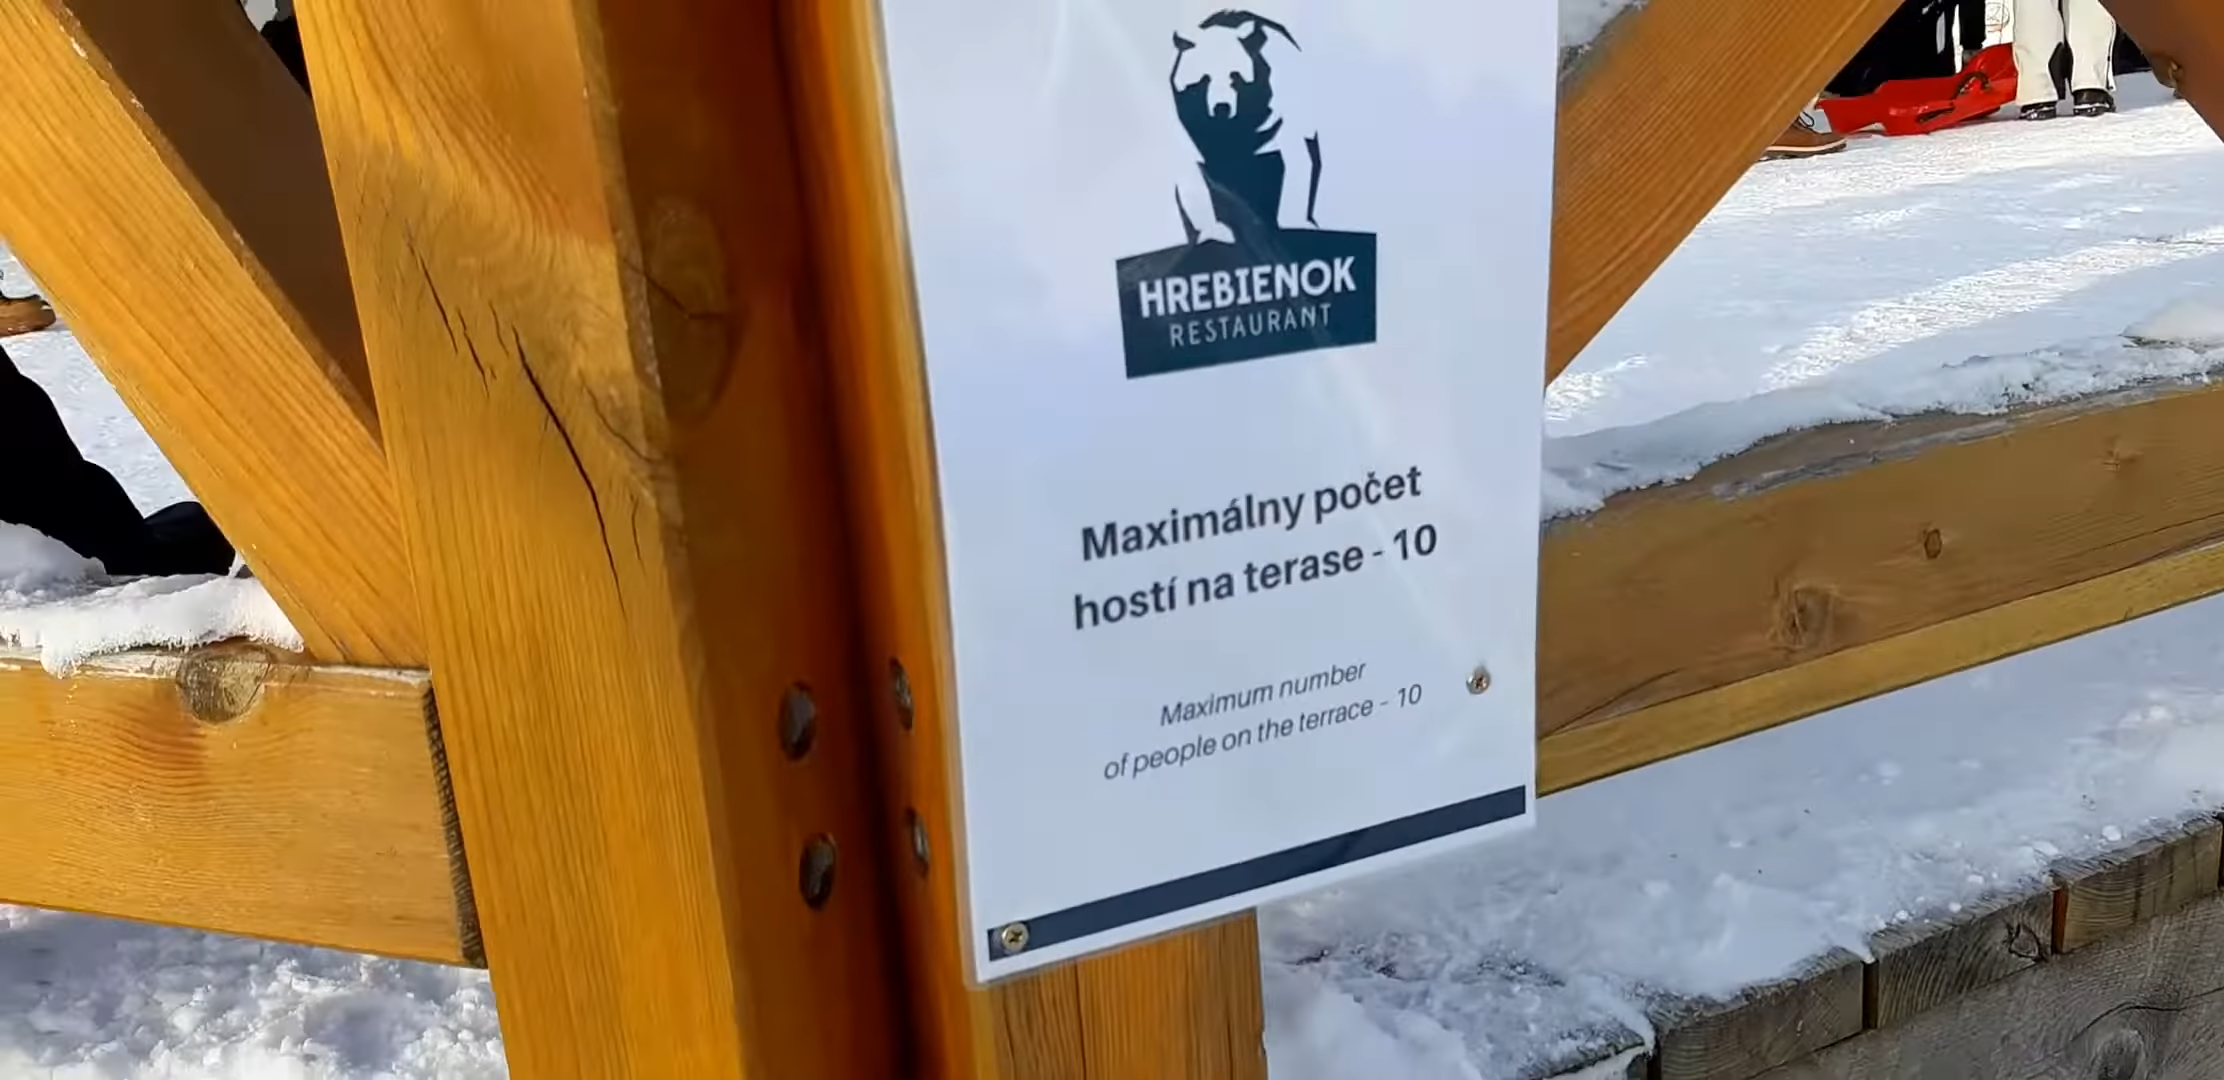 HREBIENOK
RESTAURANT
Maximálny počet
hostí na terase - 10
Maximum number
of people on the terrace - 10